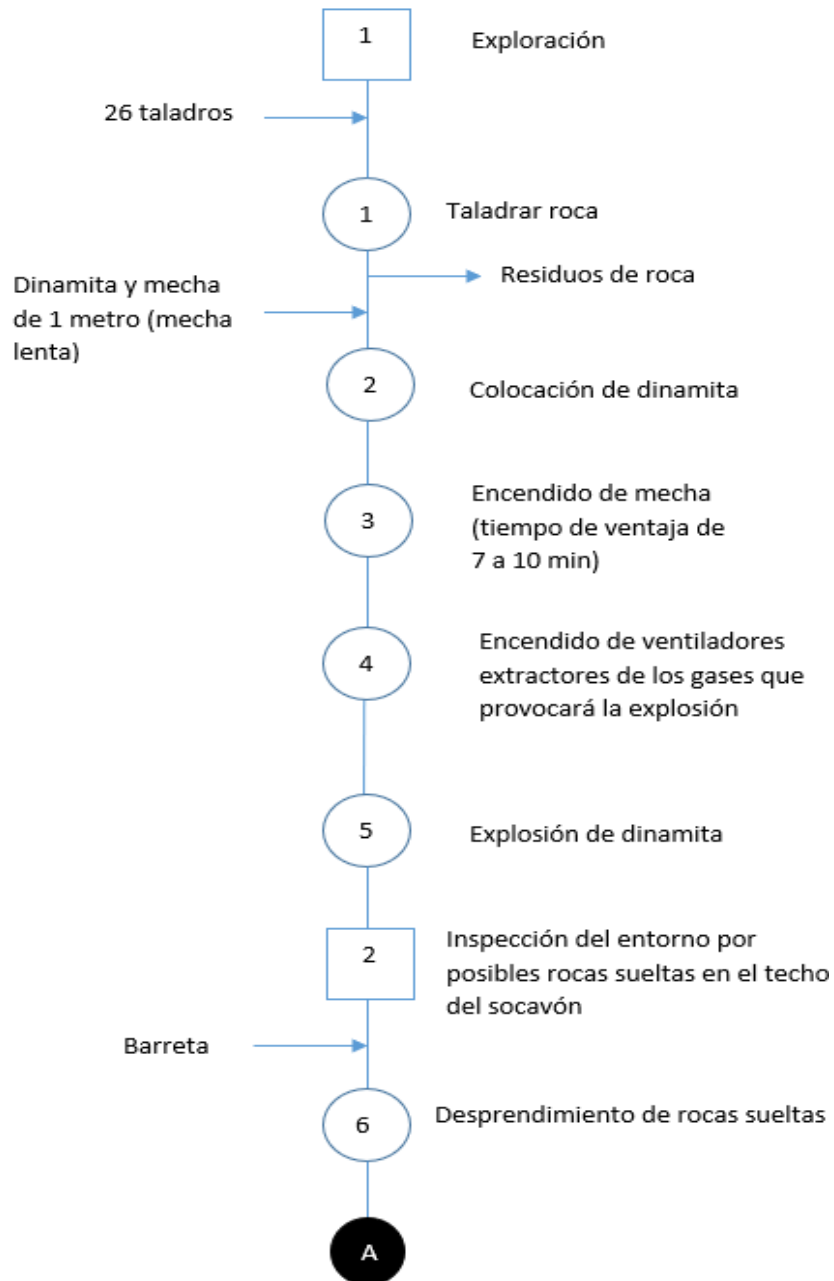 1
Exploración
26 taladros
1
Taladrar roca
Residuos de roca
Dinamita y mecha
de 1 metro (mecha
lenta)
2
Colocación de dinamita
3
Encendido de mecha
(tiempo de ventaja de
7 a 10 min)
4
Encendido de ventiladores
extractores de los gases que
provocará la explosión
5
Explosión de dinamita
2
Inspección del entorno por
posibles rocas sueltas en el techo
del socavón
Barreta
6
Desprendimiento de rocas sueltas
A